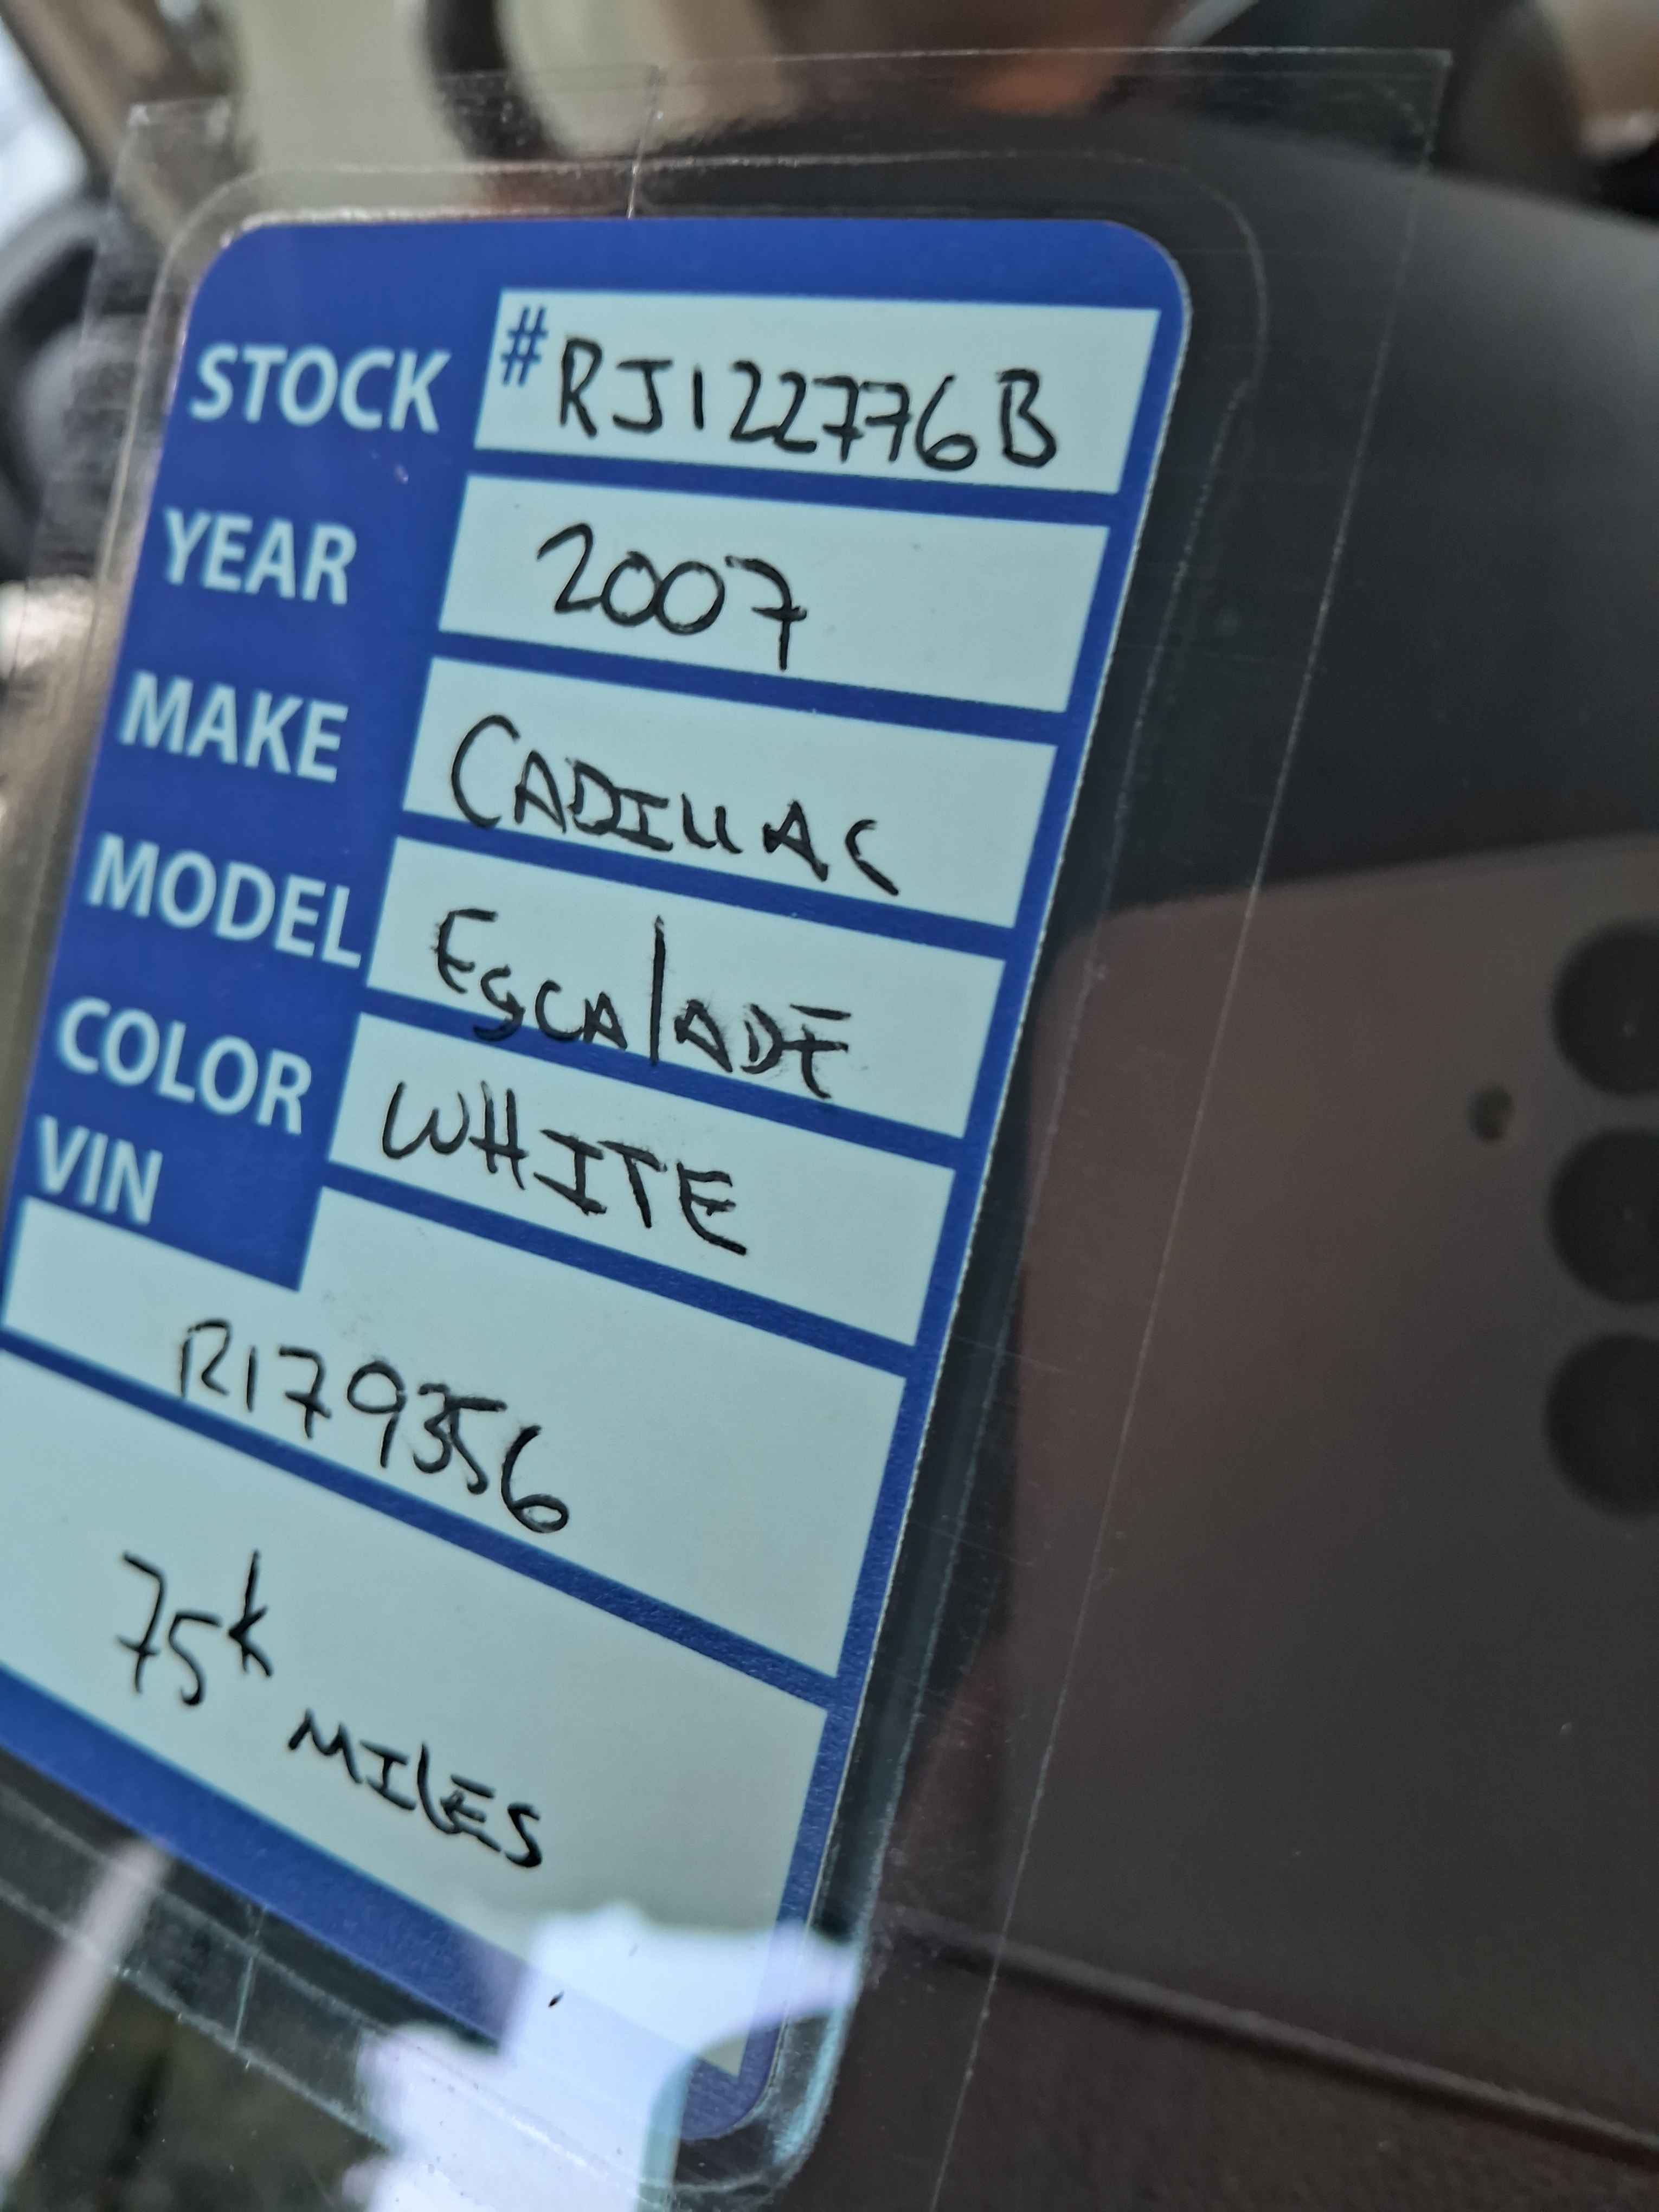 STOCK #RJ122776B
YEAR 2007
MAKE CADILLAC
MODEL ESCAlADE
COLOR WHITE
VIN
R179356
75k
MILES